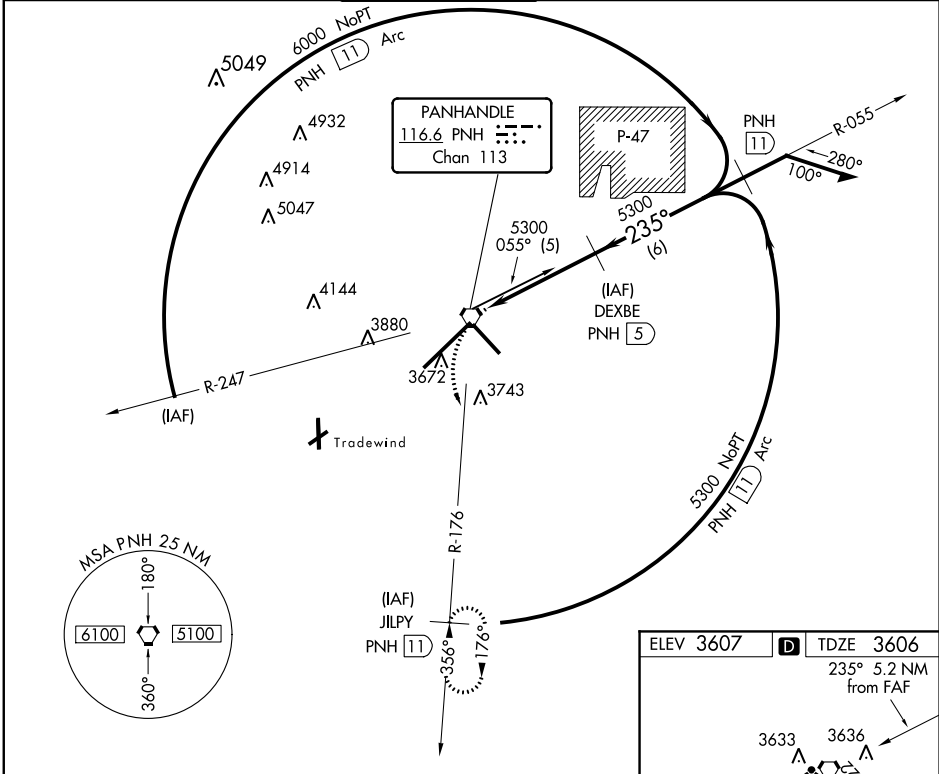 6000 NoPT
PNH 11 Arc
5049
4932
4914
5047
4144
3880
PANHANDLE
116.6 PNH
Chan 113
P-47
PNH
11
R-055
280°
100°
5300
235°
(6)
5300
055° (5)
(IAF)
DEXBE
PNH 5
3672
3743
R-247
(IAF)
Tradewind
5300 NoPT
PNH 11 Arc
R-176
(IAF)
JILPY
PNH 11
356°
176°
MSA PNH 25 NM
180°
6100
5100
360°
ELEV 3607
D
TDZE 3606
235° 5.2 NM
from FAF
3633
3636